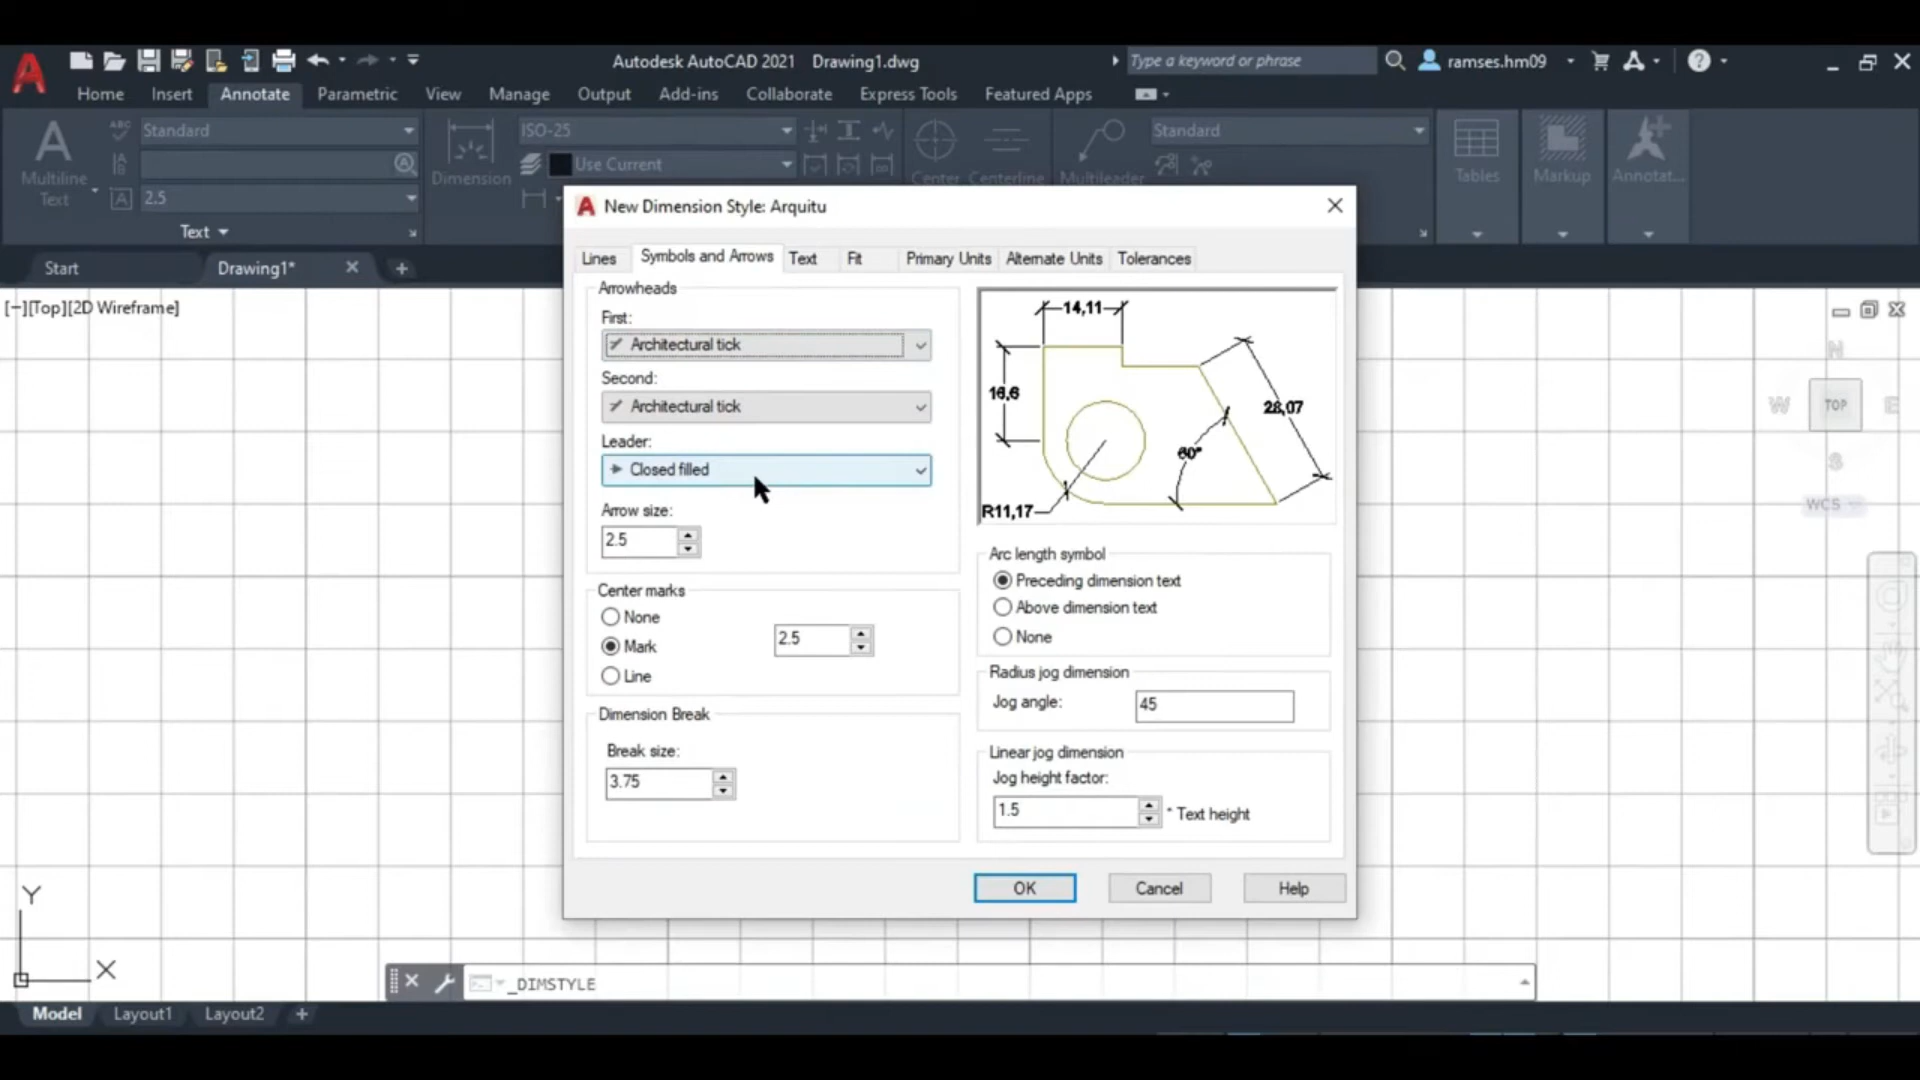 Autodesk AutoCAD 2021 Drawing1.dwg
Type a keyword or phrase
ramses.hm09
Home Insert Annotate Parametric View Manage Output Add-ins Collaborate Express Tools Featured Apps
Multiline Text
ABC
Standard
2.5
Text
Dimension
ISO-25
Use Current
Center Centerline
Multileader
Standard
Tables Markup Annotat...
Start Drawing1* +
[−][Top][2D Wireframe]
N
W TOP E
S
WCS
New Dimension Style: Arquitu
Lines Symbols and Arrows Text Fit Primary Units Alternate Units Tolerances
Arrowheads
First:
Architectural tick
Second:
Architectural tick
Leader:
Closed filled
Arrow size:
2.5
Center marks
None
Mark 2.5
Line
Dimension Break
Break size:
3.75
14,11
16,6
28,07
60°
R11,17
Arc length symbol
Preceding dimension text
Above dimension text
None
Radius jog dimension
Jog angle: 45
Linear jog dimension
Jog height factor:
1.5 * Text height
OK Cancel Help
Y
X
_DIMSTYLE
Model Layout1 Layout2 +